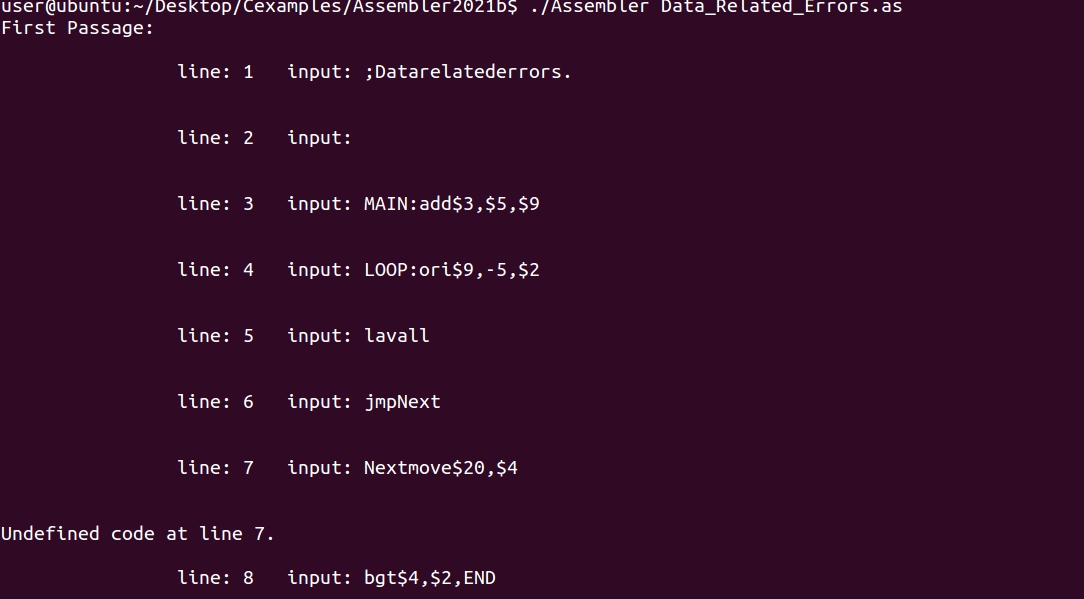 user@ubuntu:~/Desktop/Cexamples/Assembler2021b$ ./Assembler Data_Related_Errors.as
First Passage:
line: 1 input: ;Datarelatederrors.
line: 2 input:
line: 3 input: MAIN:add$3,$5,$9
line: 4 input: LOOP:ori$9,-5,$2
line: 5 input: lavall
line: 6 input: jmpNext
line: 7 input: Nextmove$20,$4
Undefined code at line 7.
line: 8 input: bgt$4,$2,END